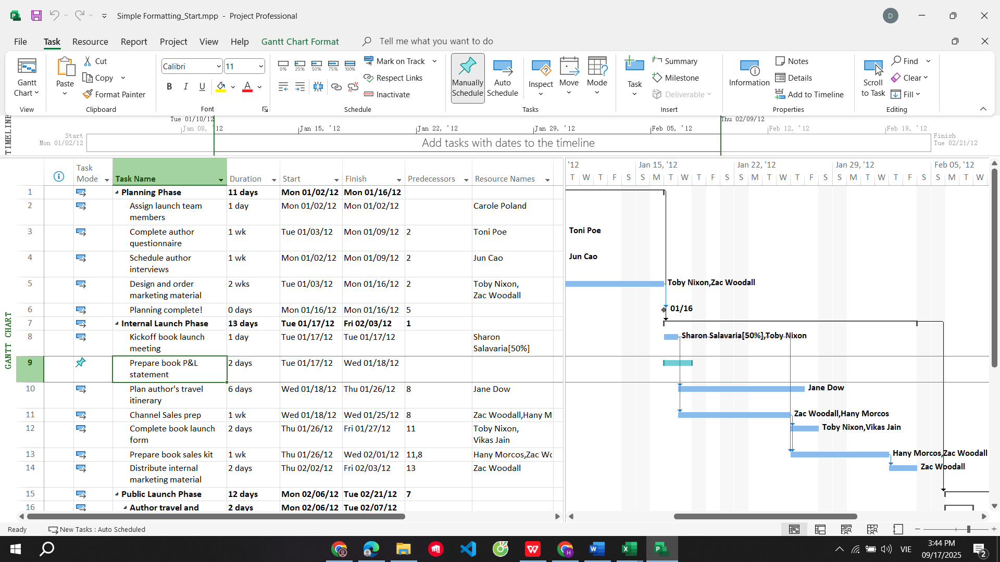 Simple Formatting_Start.mpp - Project Professional
D
File Task Resource Report Project View Help Gantt Chart Format Tell me what you want to do
Gantt Chart
View
Paste
Cut
Copy
Format Painter
Clipboard
Calibri 11
B I U A
Font
0% 25% 50% 75% 100%
Mark on Track
Respect Links
Inactivate
Schedule
Manually Schedule
Auto Schedule
Inspect
Move
Mode
Tasks
Task
Summary
Milestone
Deliverable
Insert
Information
Notes
Details
Add to Timeline
Properties
Scroll to Task
Find
Clear
Fill
Editing
TIMELINE
Tue 01/10/12 Thu 02/09/12
Jan 08, '12 Jan 15, '12 Jan 22, '12 Jan 29, '12 Feb 05, '12 Feb 12, '12 Feb 19, '12
Start
Mon 01/02/12
Add tasks with dates to the timeline
Finish
Tue 02/21/12
GANTT CHART
Task Mode Task Name Duration Start Finish Predecessors Resource Names
1 Planning Phase 11 days Mon 01/02/12 Mon 01/16/12
2 Assign launch team members 1 day Mon 01/02/12 Mon 01/02/12 Carole Poland
3 Complete author questionnaire 1 wk Tue 01/03/12 Mon 01/09/12 2 Toni Poe
4 Schedule author interviews 1 wk Mon 01/02/12 Mon 01/09/12 2 Jun Cao
5 Design and order marketing material 2 wks Tue 01/03/12 Mon 01/16/12 2 Toby Nixon, Zac Woodall
6 Planning complete! 0 days Mon 01/16/12 Mon 01/16/12 5
7 Internal Launch Phase 13 days Tue 01/17/12 Fri 02/03/12 1
8 Kickoff book launch meeting 1 day Tue 01/17/12 Tue 01/17/12 Sharon Salavaria[50%]
9 Prepare book P&L statement 2 days Tue 01/17/12 Wed 01/18/12
10 Plan author's travel itinerary 6 days Wed 01/18/12 Thu 01/26/12 8 Jane Dow
11 Channel Sales prep 1 wk Wed 01/18/12 Wed 01/25/12 8 Zac Woodall,Hany M
12 Complete book launch form 2 days Thu 01/26/12 Fri 01/27/12 11 Toby Nixon, Vikas Jain
13 Prepare book sales kit 1 wk Thu 01/26/12 Wed 02/01/12 11,8 Hany Morcos,Zac Wo
14 Distribute internal marketing material 2 days Thu 02/02/12 Fri 02/03/12 13 Zac Woodall
15 Public Launch Phase 12 days Mon 02/06/12 Tue 02/21/12 7
16 Author travel and 2 days Mon 02/06/12 Tue 02/07/12
'12 Jan 15, '12 Jan 22, '12 Jan 29, '12 Feb 05, '12
T W T F S S M T W T F S S M T W T F S S M T W T F S S M T W
Toni Poe
Jun Cao
Toby Nixon,Zac Woodall
01/16
Sharon Salavaria[50%],Toby Nixon
Jane Dow
Zac Woodall,Hany Morcos
Toby Nixon,Vikas Jain
Hany Morcos,Zac Woodall
Zac Woodall
Ready New Tasks : Auto Scheduled
VIE
3:44 PM
09/17/2025
2